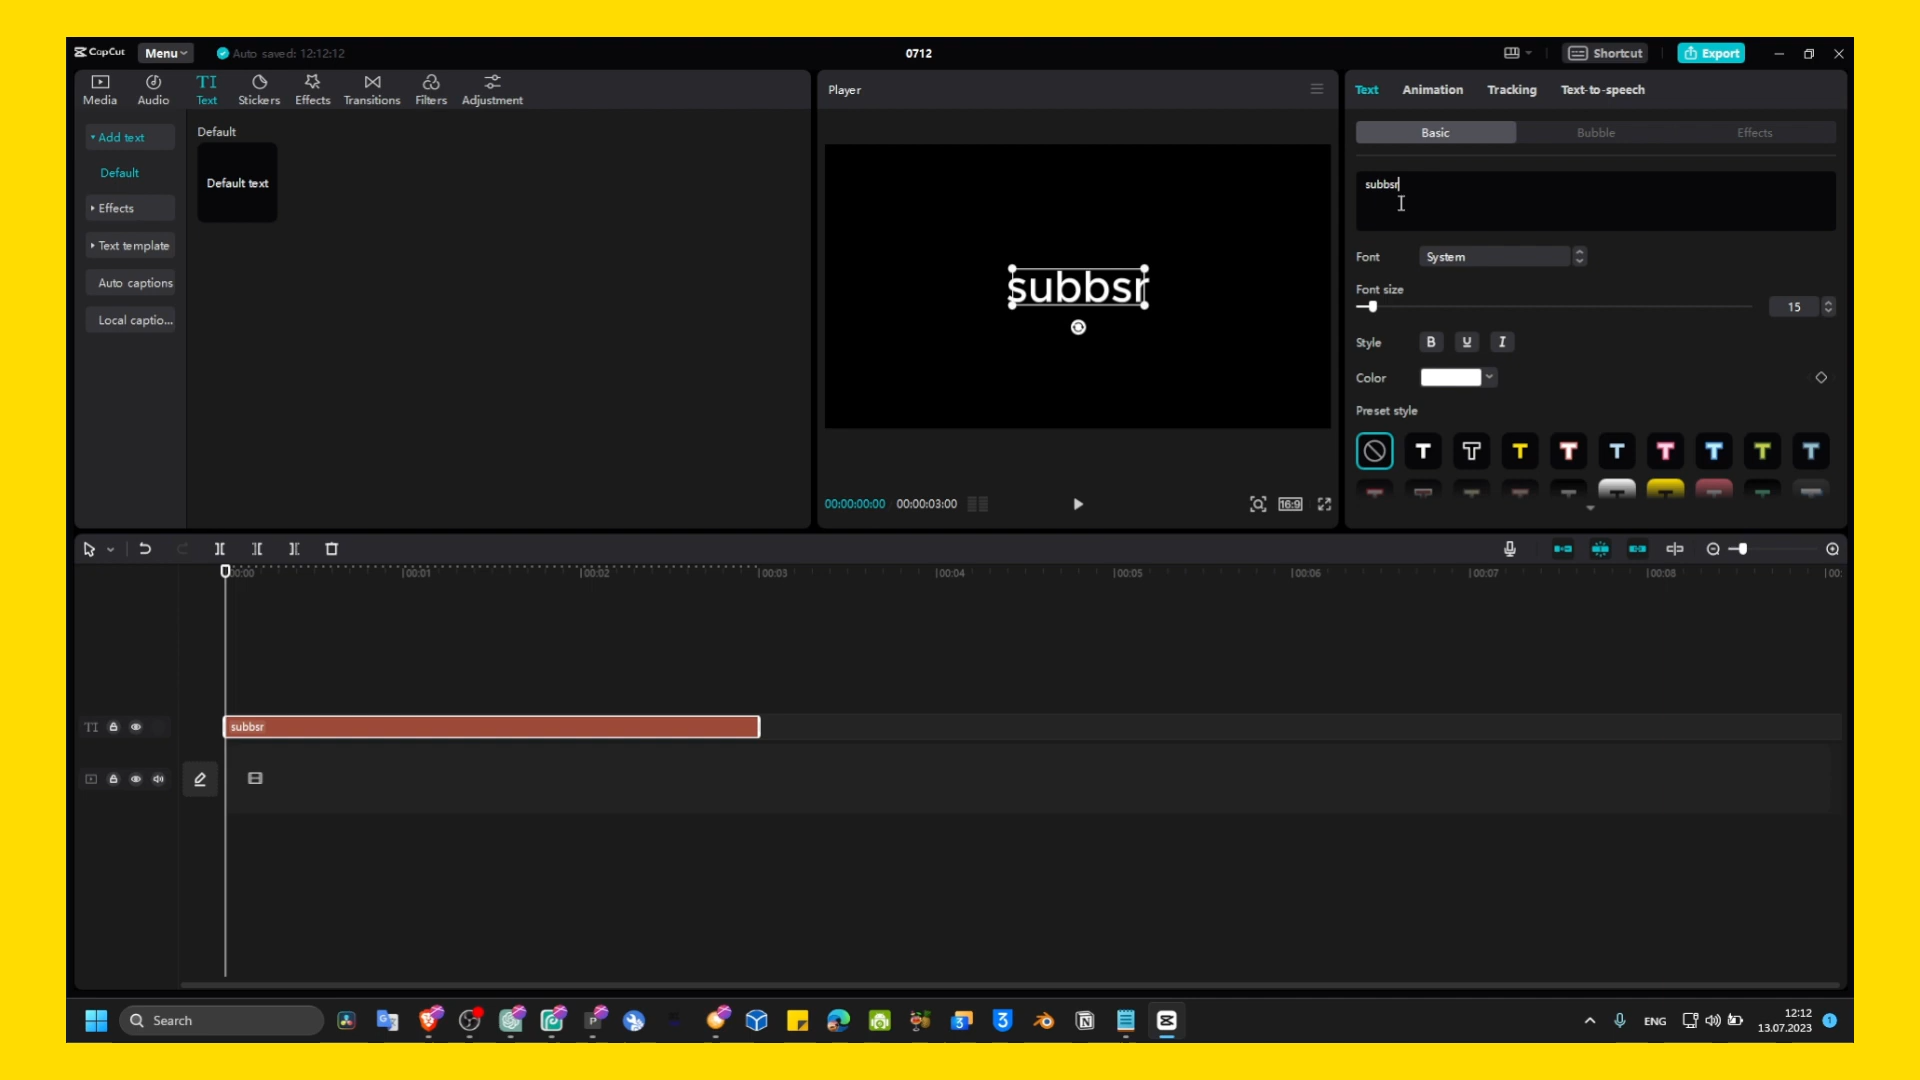 CapCut
Menu
Auto saved: 12:12:12
0712
Shortcut
Export
Media
Audio
TI
Text
Stickers
Effects
Transitions
Filters
Adjustment
Player
Text
Animation
Tracking
Text-to-speech
Add text
Default
Effects
Text template
Auto captions
Local captio...
Default
Default text
subbsr
00:00:00:00
00:00:03:00
16:9
Basic
Bubble
Effects
subbsr
Font
System
Font size
15
Style
B
U
I
Color
Preset style
T T T T T T T T T
00:00
00:01
00:02
00:03
00:04
00:05
00:06
00:07
00:08
00:
TI
subbsr
Search
ENG
12:12
13.07.2023
1